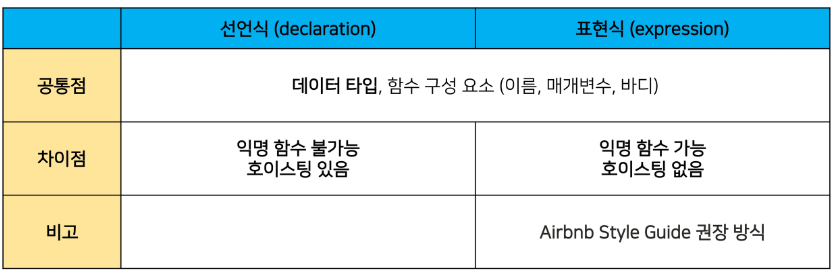 선언식 (declaration)
표현식 (expression)
공통점
데이터 타입, 함수 구성 요소 (이름, 매개변수, 바디)
차이점
익명 함수 불가능
호이스팅 있음
익명 함수 가능
호이스팅 없음
비고
Airbnb Style Guide 권장 방식